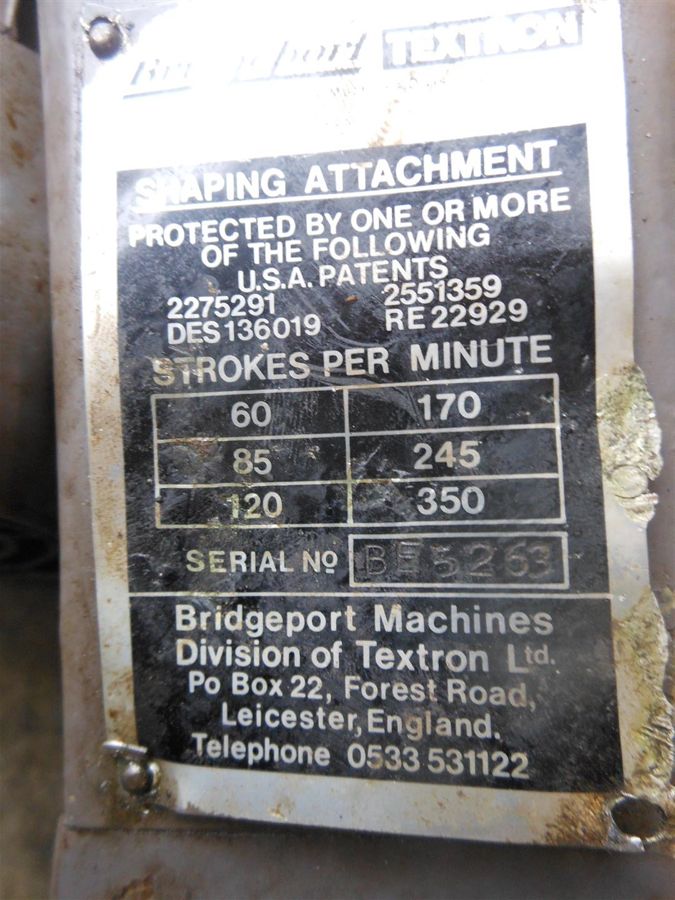 Bridgeport TEXTRON
SHAPING ATTACHMENT
PROTECTED BY ONE OR MORE
OF THE FOLLOWING
U.S.A. PATENTS
2275291 2551359
DES 136019 RE 22929
STROKES PER MINUTE
60 170
85 245
120 350
SERIAL Nº BE5263
Bridgeport Machines
Division of Textron Ltd.
Po Box 22, Forest Road,
Leicester, England.
Telephone 0533 531122